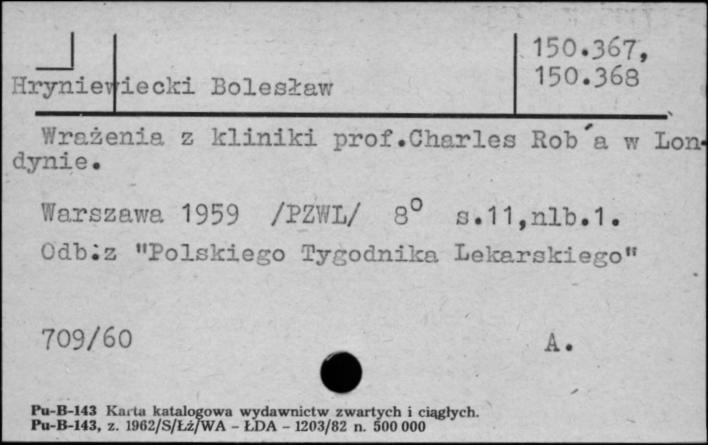 150.367,
Hryniewiecki Bolesław 150.368
Wrażenia z kliniki prof.Charles Rob'a w Lon-
dynie.
Warszawa 1959 /PZWL/ 8° s.11,nlb.1.
Odb:z "Polskiego Tygodnika Lekarskiego"
709/60 A.
Pu-B-143 Karta katalogowa wydawnictw zwartych i ciągłych.
Pu-B-143, z. 1962/S/Łż/WA – ŁDA – 1203/82 n. 500 000